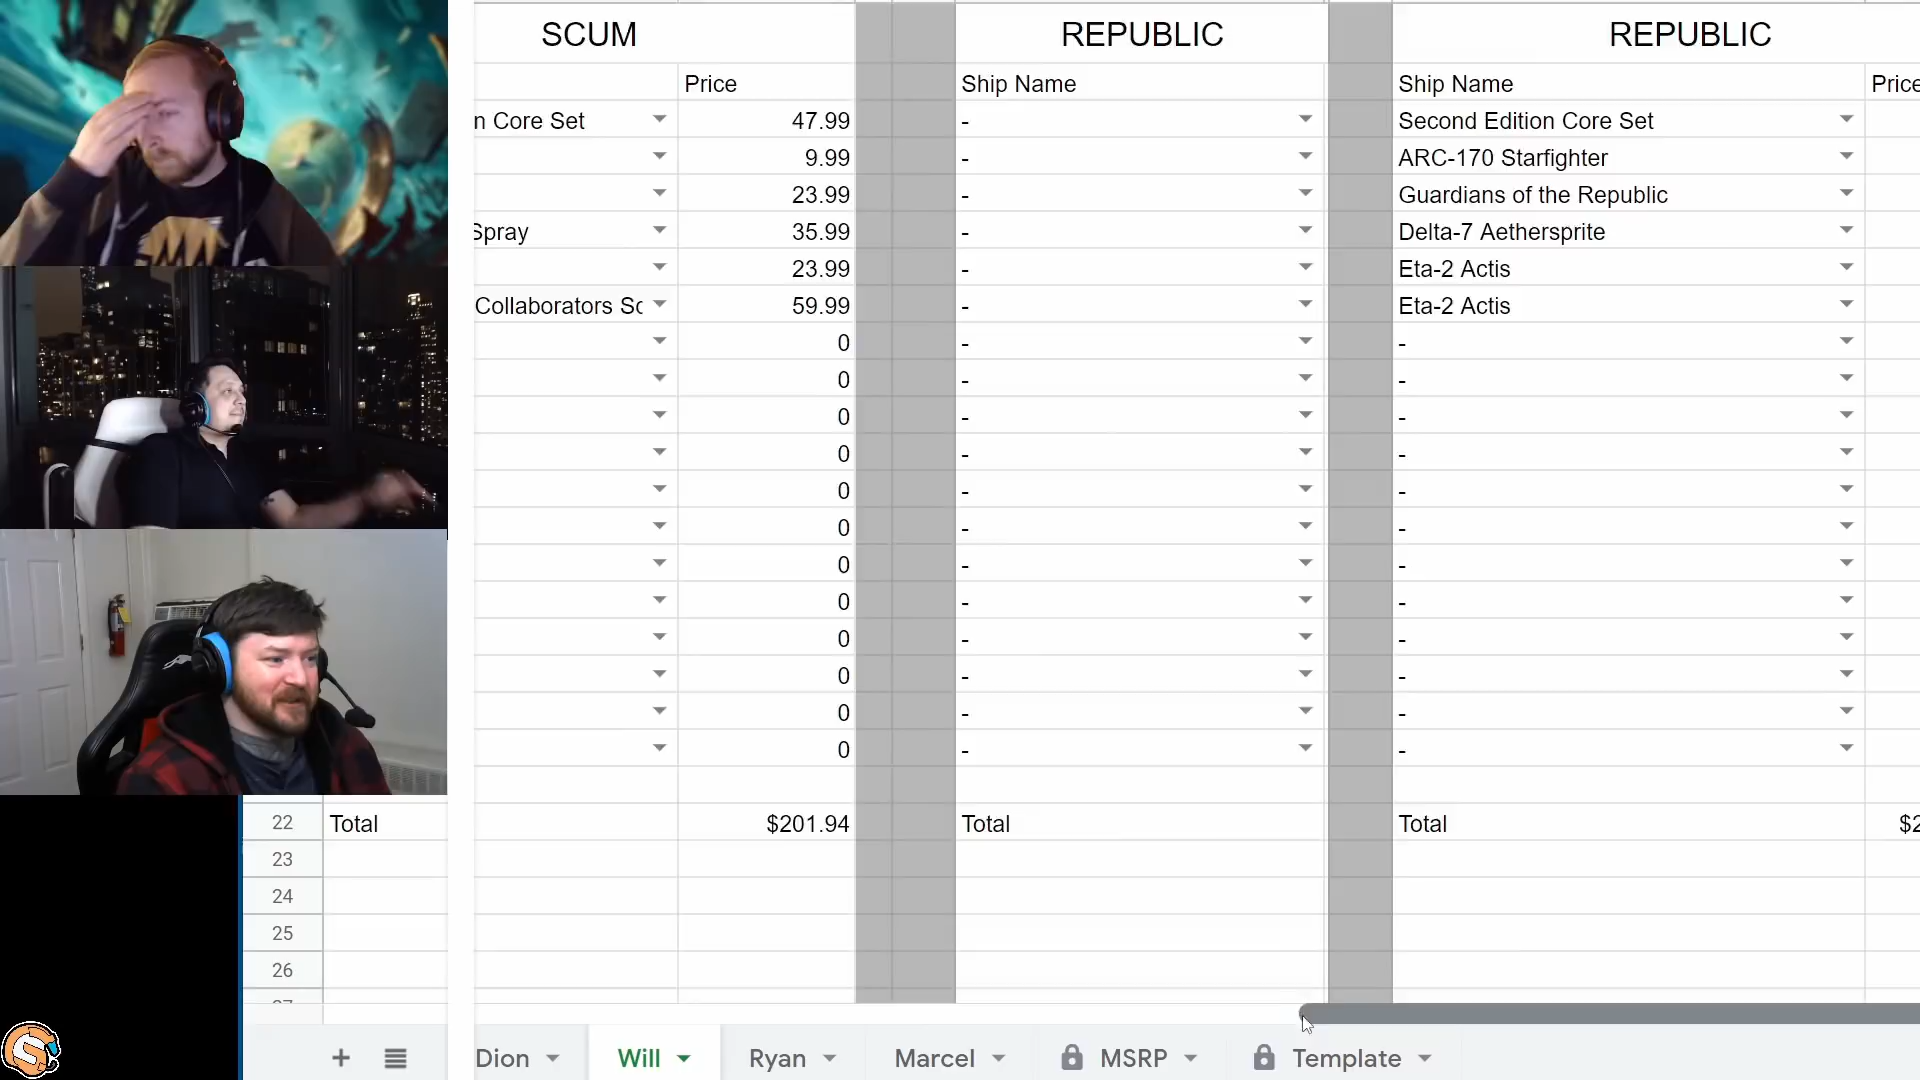 SCUM REPUBLIC REPUBLIC
Price Ship Name Ship Name Price
n Core Set 47.99 - Second Edition Core Set
9.99 - ARC-170 Starfighter
23.99 - Guardians of the Republic
Spray 35.99 - Delta-7 Aethersprite
23.99 - Eta-2 Actis
Collaborators Sc 59.99 - Eta-2 Actis
0 - -
0 - -
0 - -
0 - -
0 - -
0 - -
0 - -
0 - -
0 - -
0 - -
0 - -
0 - -
22 Total $201.94 Total Total $2
23
24
25
26
Dion Will Ryan Marcel MSRP Template